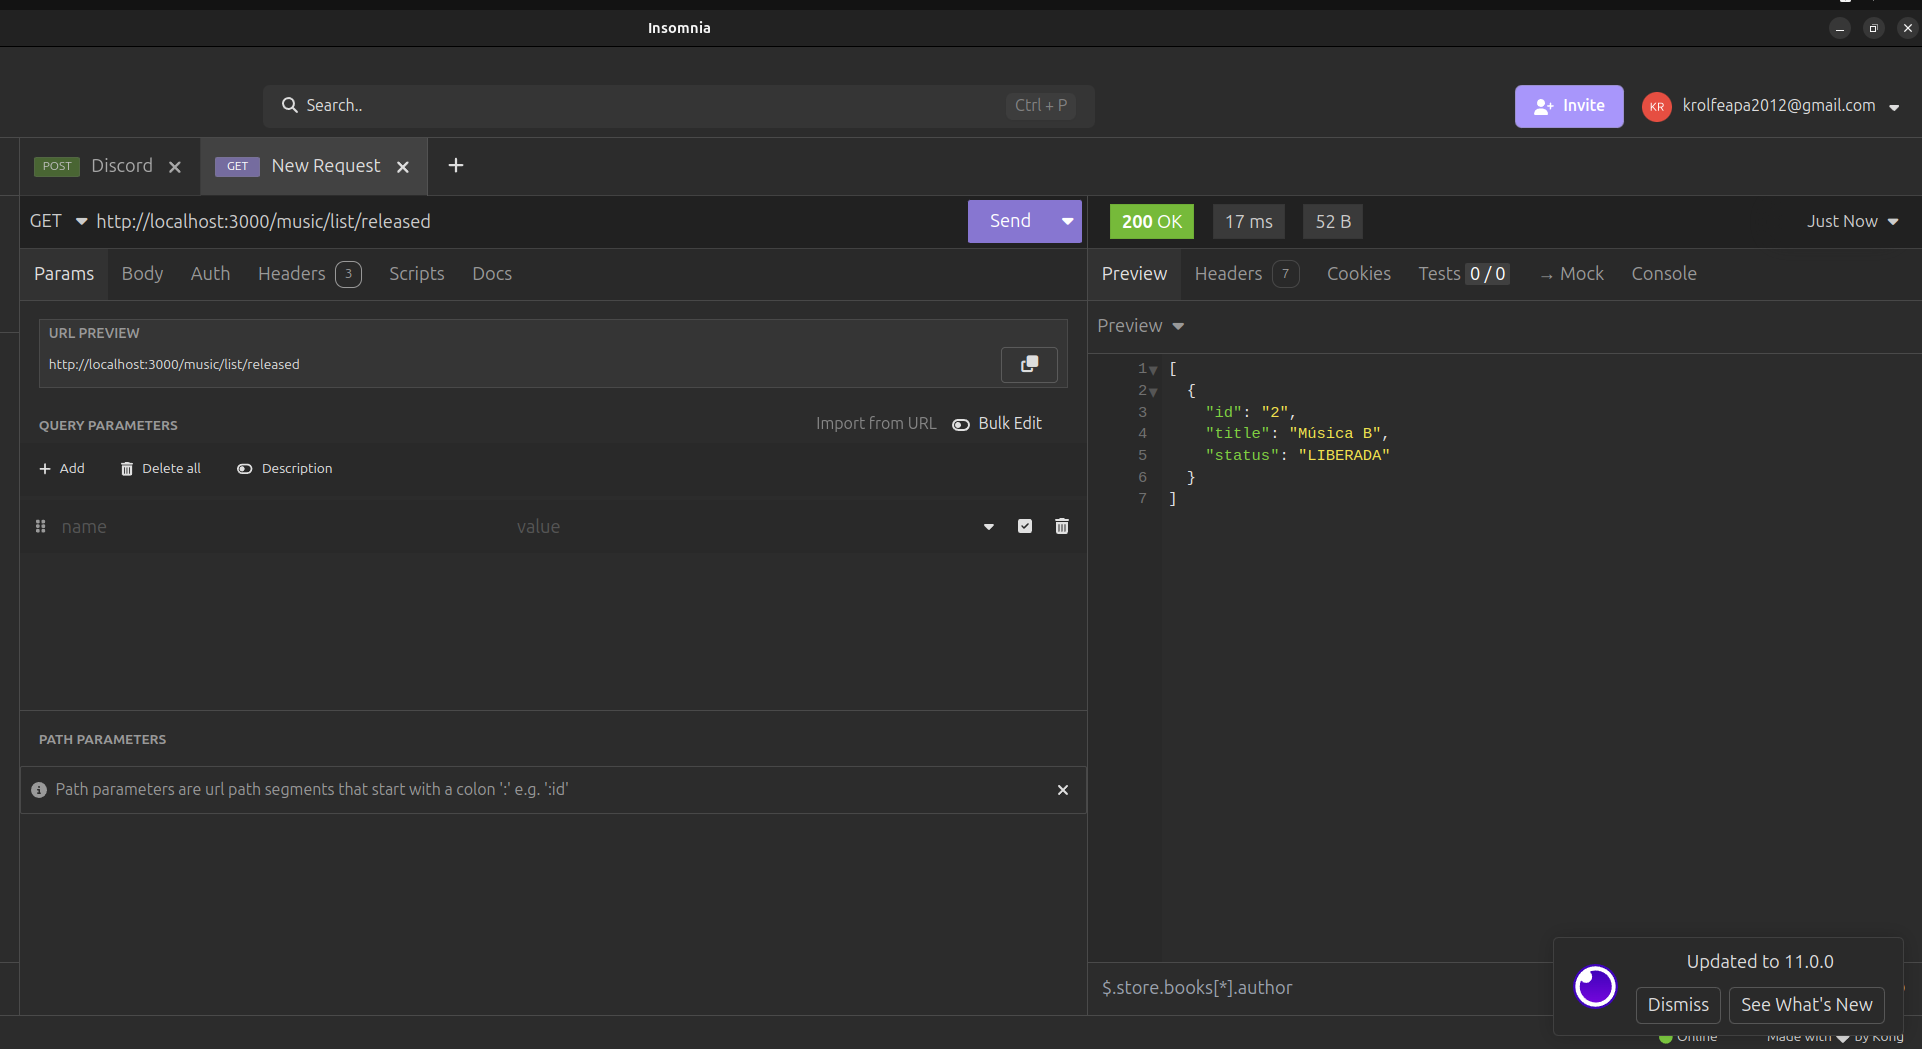 Insomnia
Search.. Ctrl + P
Invite
KR krolfeapa2012@gmail.com
POST Discord
GET New Request
GET http://localhost:3000/music/list/released
Send
200 OK 17 ms 52 B
Just Now
Params Body Auth Headers 3 Scripts Docs
Preview Headers 7 Cookies Tests 0 / 0 → Mock Console
URL PREVIEW
http://localhost:3000/music/list/released
QUERY PARAMETERS
Import from URL Bulk Edit
Add Delete all Description
name value
PATH PARAMETERS
Path parameters are url path segments that start with a colon ':' e.g. ':id'
Preview
1 [
2 {
3 "id": "2",
4 "title": "Música B",
5 "status": "LIBERADA"
6 }
7 ]
$.store.books[*].author
Updated to 11.0.0
Dismiss See What's New
Online
Made with by Kong